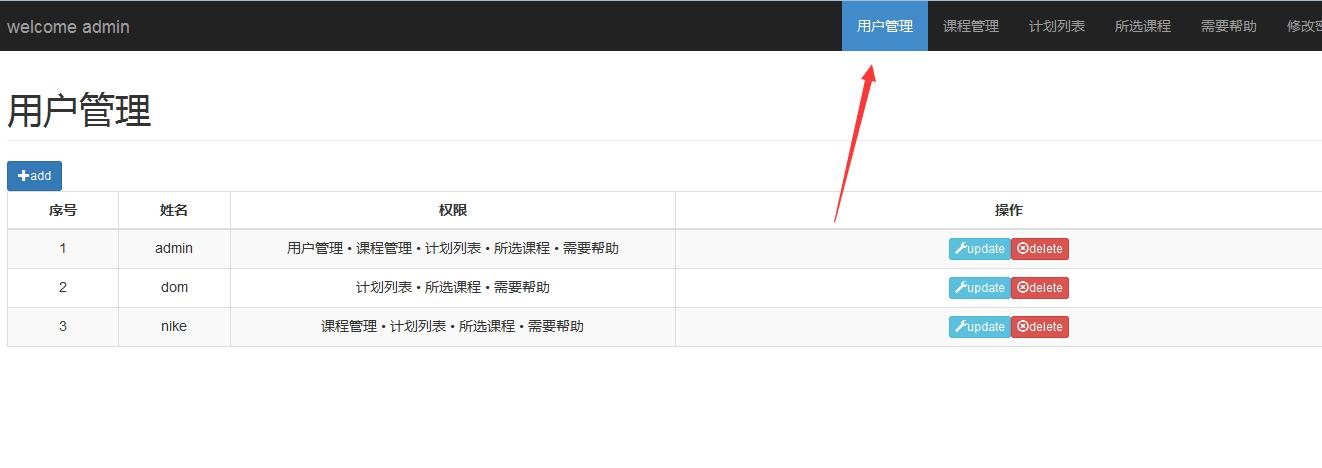 welcome admin 用户管理 课程管理 计划列表 所选课程 需要帮助 修改
用户管理
add
序号 姓名 权限 操作
1 admin 用户管理 • 课程管理 • 计划列表 • 所选课程 • 需要帮助 update delete
2 dom 计划列表 • 所选课程 • 需要帮助 update delete
3 nike 课程管理 • 计划列表 • 所选课程 • 需要帮助 update delete